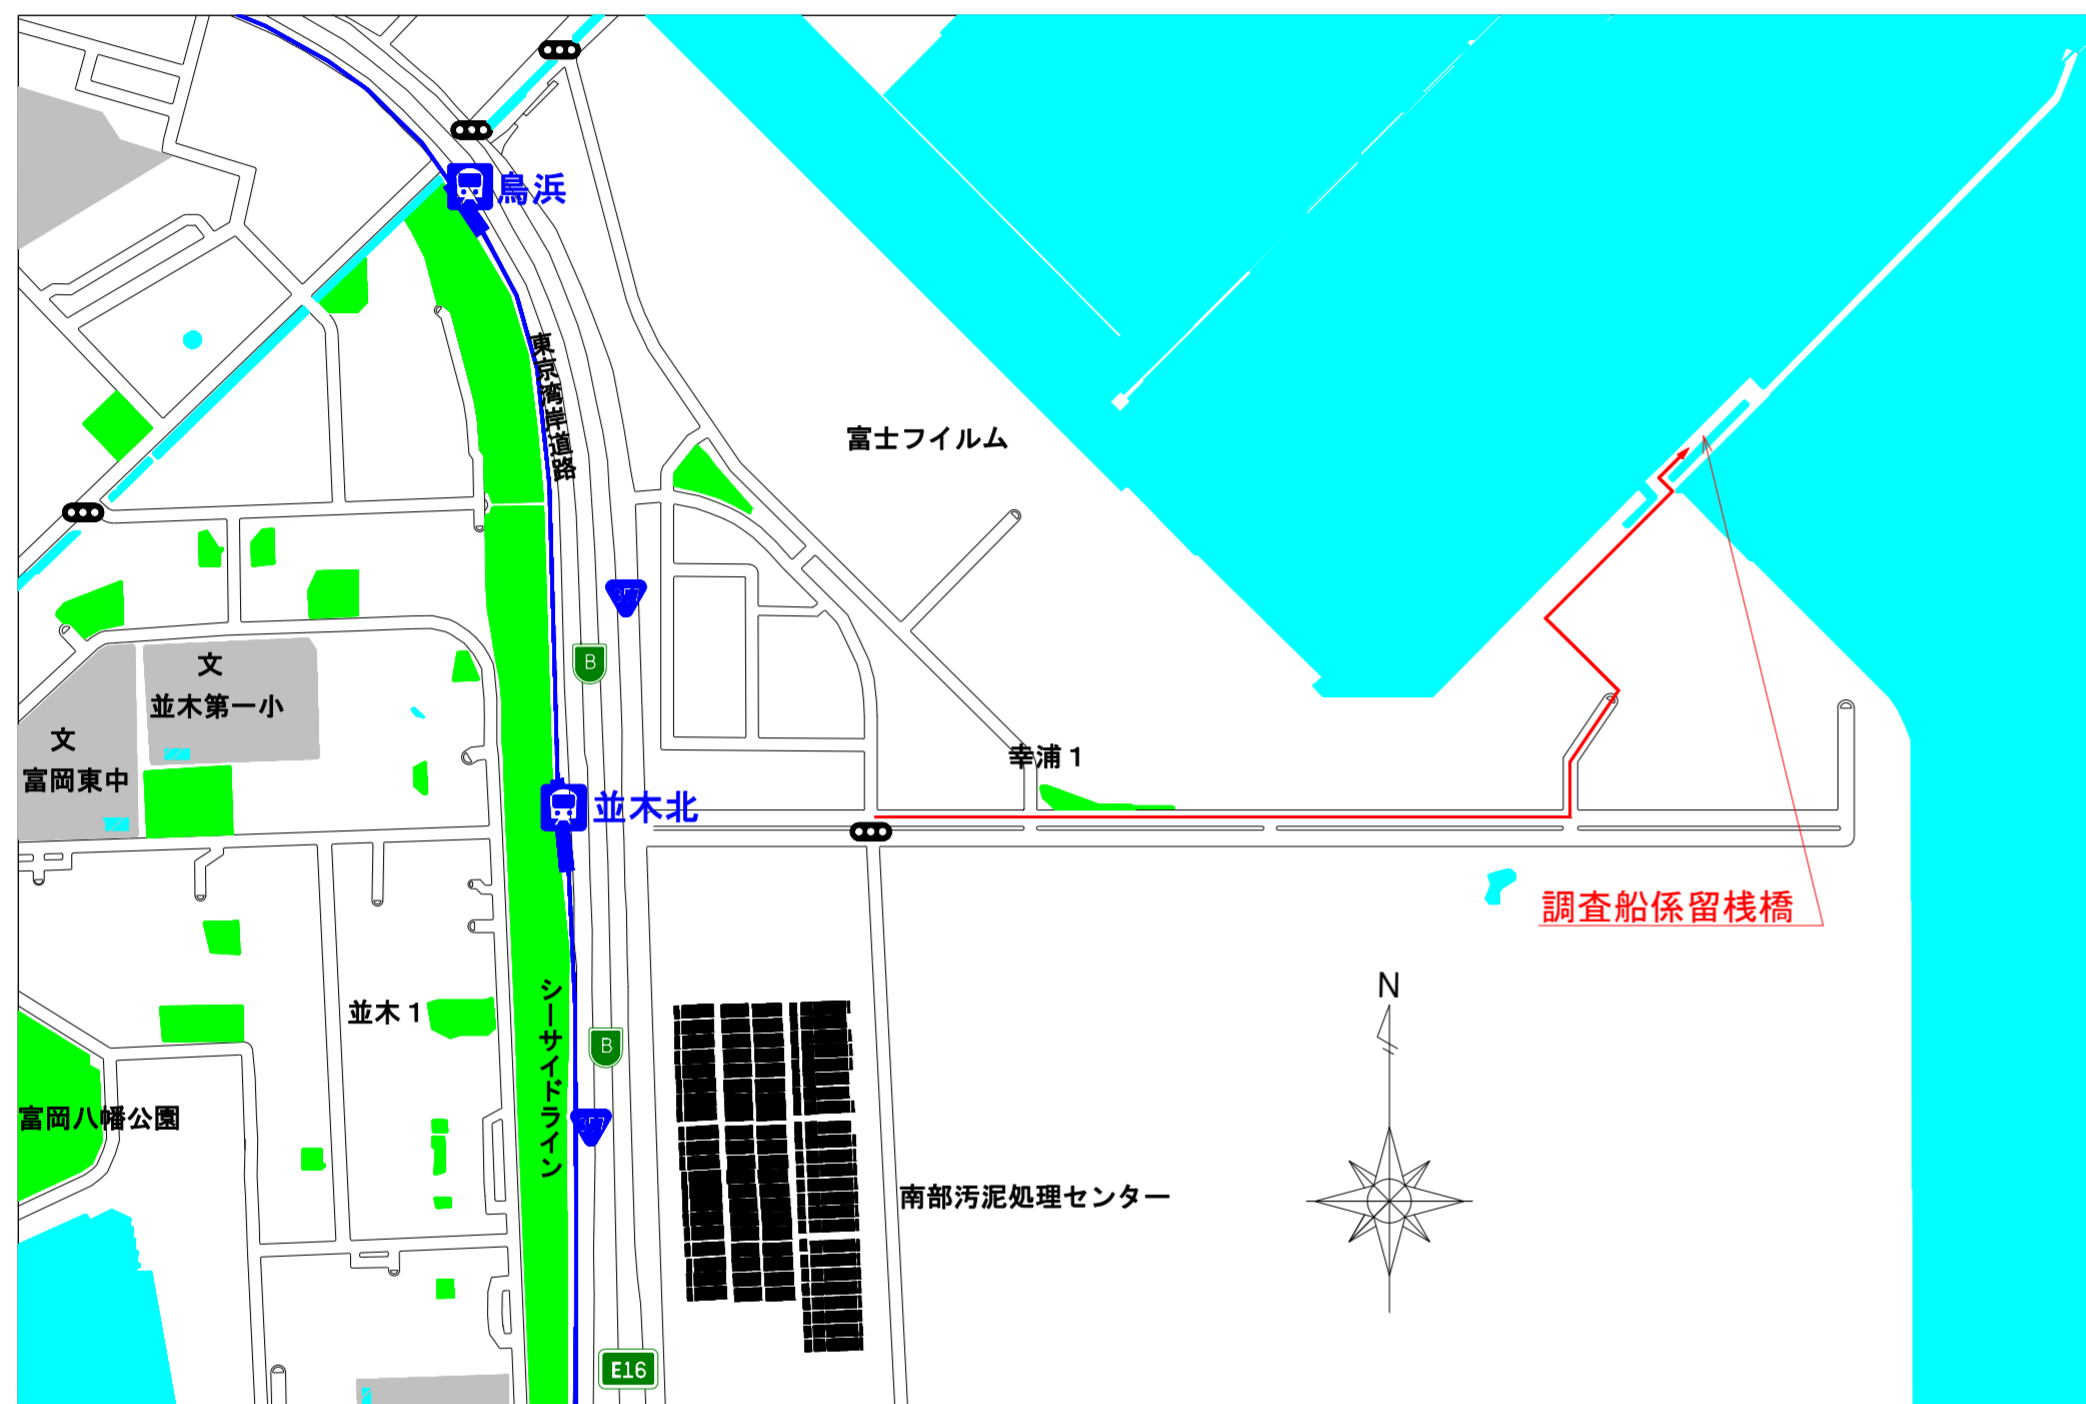 鳥浜
東京湾岸道路
富士フイルム
B
文
並木第一小
文
富岡東中
幸浦1
並木北
調査船係留桟橋
N
並木1
シーサイドライン
B
富岡八幡公園
南部汚泥処理センター
E16